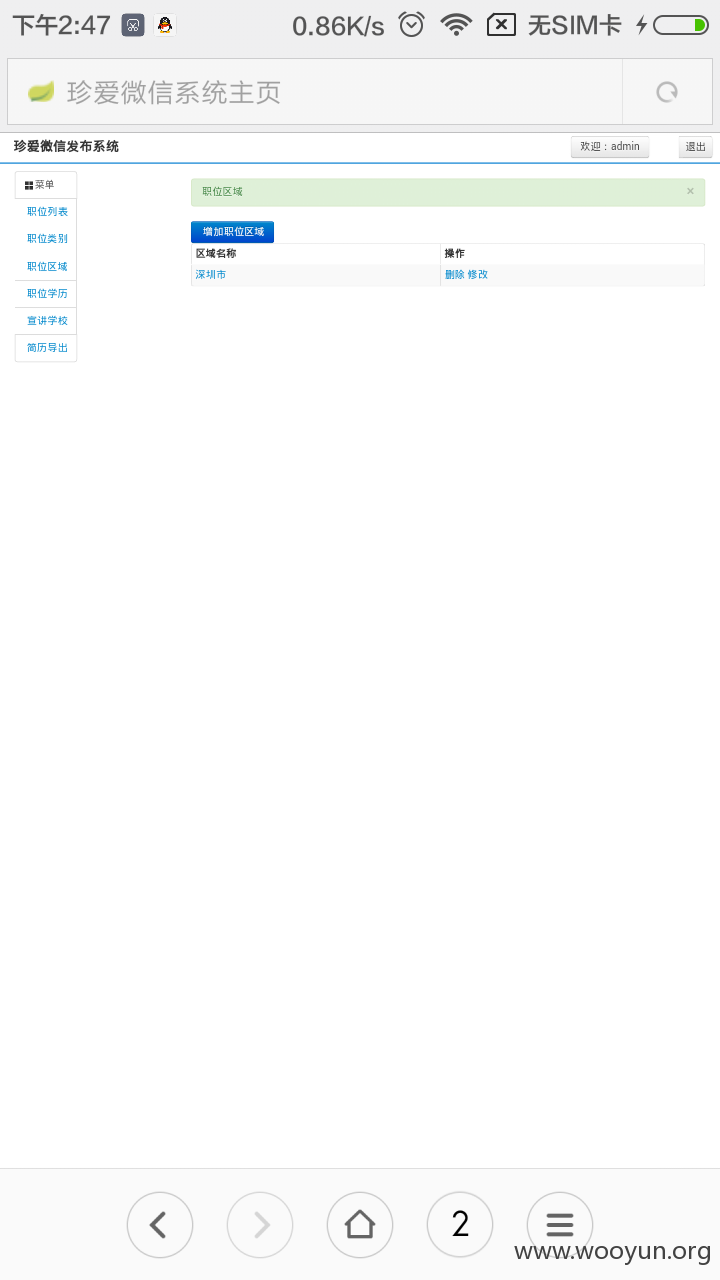 下午2:47 0.86K/s 无SIM卡
珍爱微信系统主页
珍爱微信发布系统 欢迎：admin 退出
菜单
职位列表
职位类别
职位区域
职位学历
宣讲学校
简历导出
职位区域 ×
增加职位区域
区域名称 操作
深圳市 删除 修改
2
www.wooyun.org